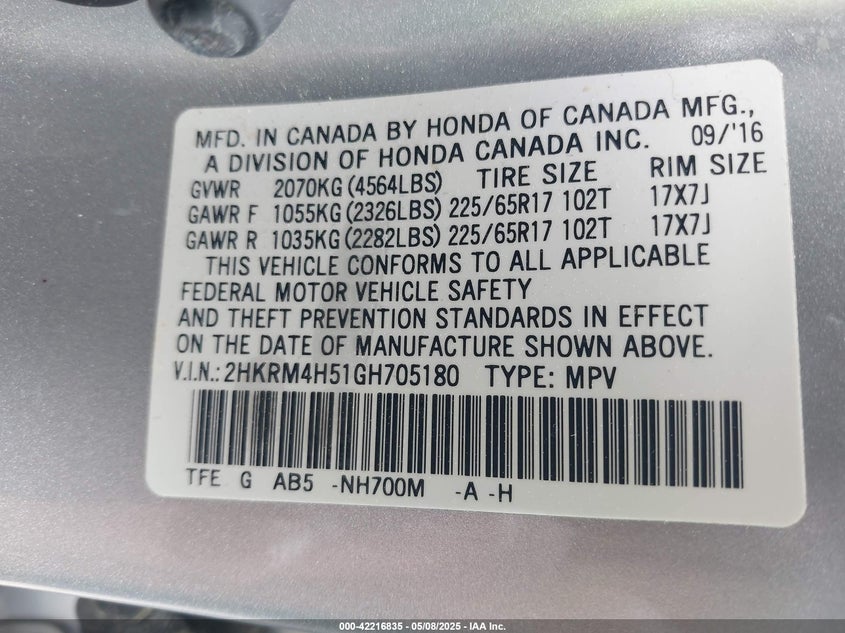 MFD. IN CANADA BY HONDA OF CANADA MFG.,
A DIVISION OF HONDA CANADA INC. 09/'16
GVWR 2070KG (4564LBS) TIRE SIZE RIM SIZE
GAWR F 1055KG (2326LBS) 225/65R17 102T 17X7J
GAWR R 1035KG (2282LBS) 225/65R17 102T 17X7J
THIS VEHICLE CONFORMS TO ALL APPLICABLE
FEDERAL MOTOR VEHICLE SAFETY
AND THEFT PREVENTION STANDARDS IN EFFECT
ON THE DATE OF MANUFACTURE SHOWN ABOVE.
V.I.N.: 2HKRM4H51GH705180 TYPE: MPV
TFE G AB5 -NH700M -A -H
000-42216835 - 05/08/2025 - IAA Inc.